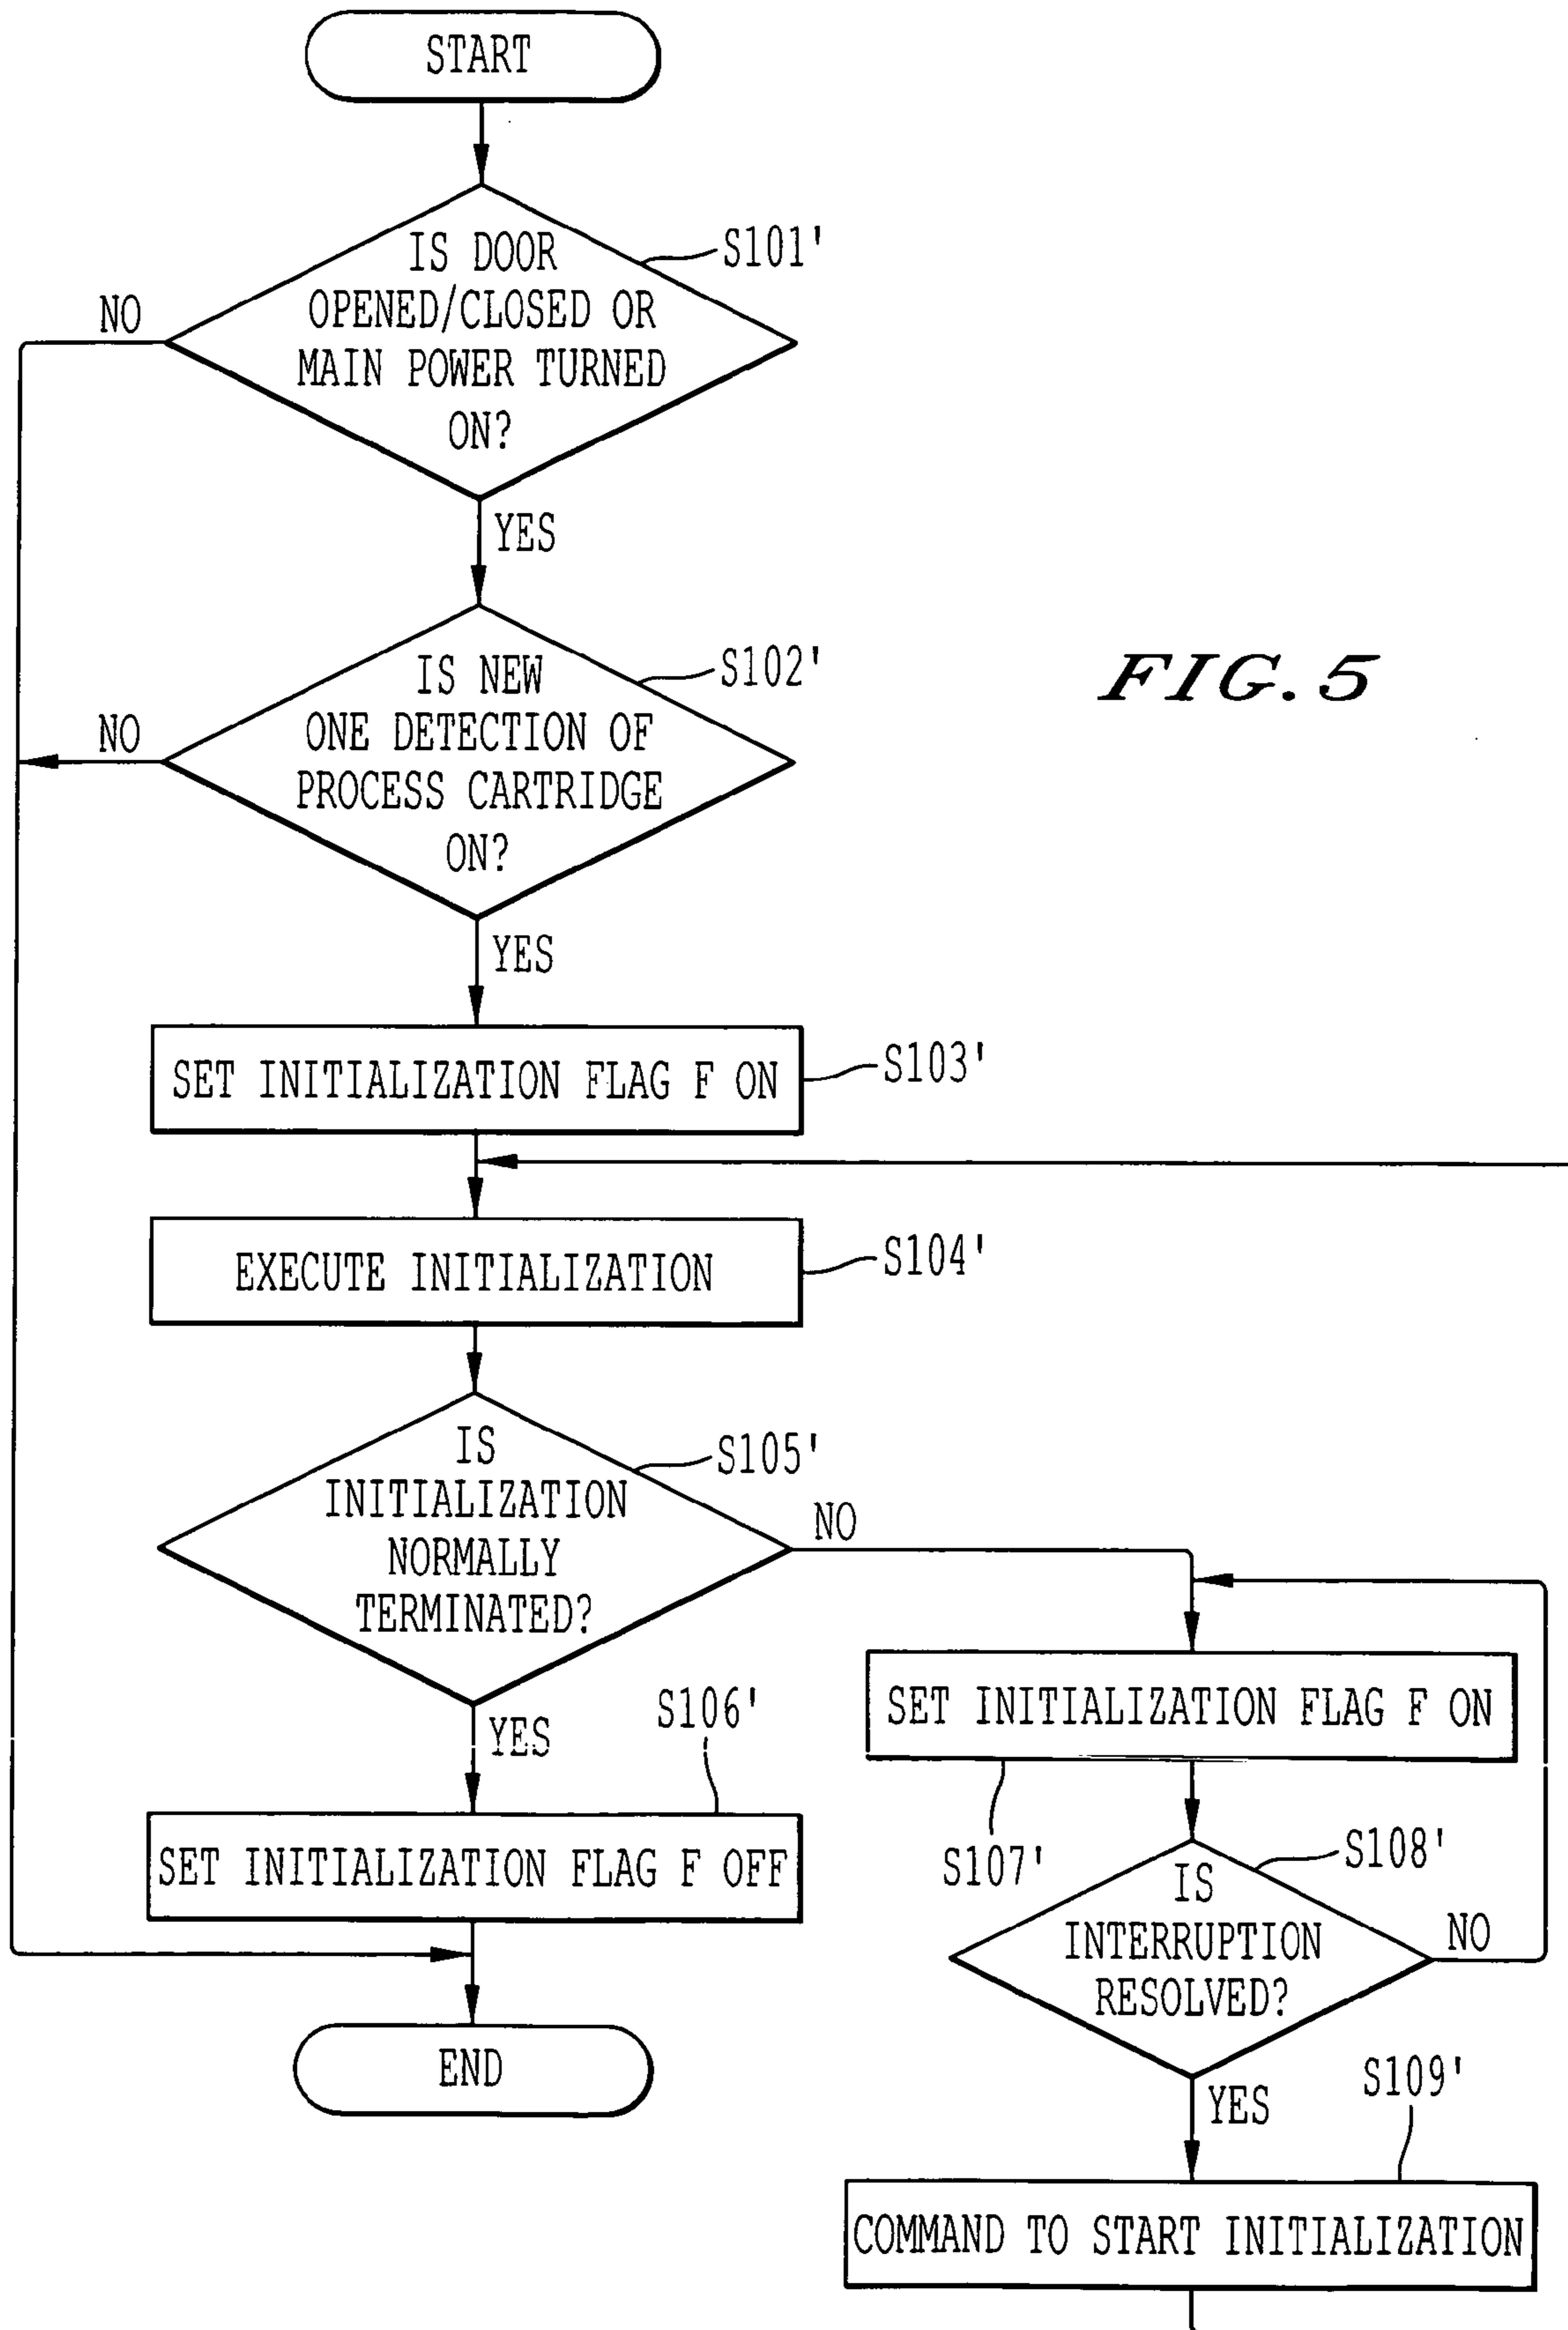 START
IS DOOR
OPENED/CLOSED OR
MAIN POWER TURNED
ON?
S101'
NO
YES
IS NEW
ONE DETECTION OF
PROCESS CARTRIDGE
ON?
S102'
NO
YES
FIG. 5
SET INITIALIZATION FLAG F ON
S103'
EXECUTE INITIALIZATION
S104'
IS
INITIALIZATION
NORMALLY
TERMINATED?
S105'
NO
YES
S106'
SET INITIALIZATION FLAG F OFF
END
SET INITIALIZATION FLAG F ON
S107'
IS
INTERRUPTION
RESOLVED?
S108'
NO
YES
S109'
COMMAND TO START INITIALIZATION